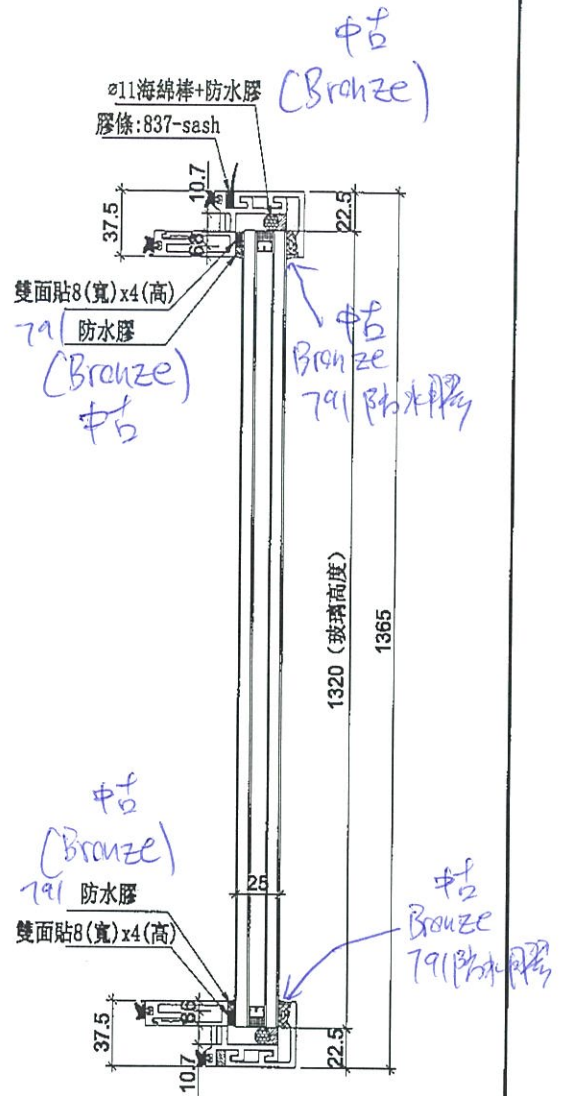 中古
(Bronze)
ø11海綿棒+防水膠
膠條:837-sash
10.7
37.5
22.5
6.6
雙面貼8(寬)x4(高)
791 防水膠
(Bronze)
中古
中古
Bronze
791 防水膠
1320 (玻璃高度)
1365
中古
(Bronze)
791 防水膠
25
雙面貼8(寬)x4(高)
中古
Bronze
791防水膠
6.6
37.5
22.5
10.7